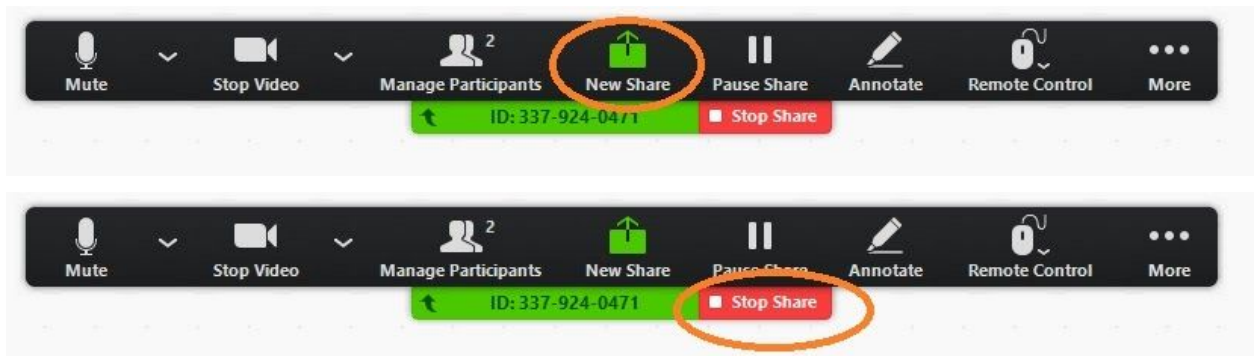 2
Mute Stop Video Manage Participants New Share Pause Share Annotate Remote Control More
ID: 337-924-0471 Stop Share
2
Mute Stop Video Manage Participants New Share Pause Share Annotate Remote Control More
ID: 337-924-0471 Stop Share